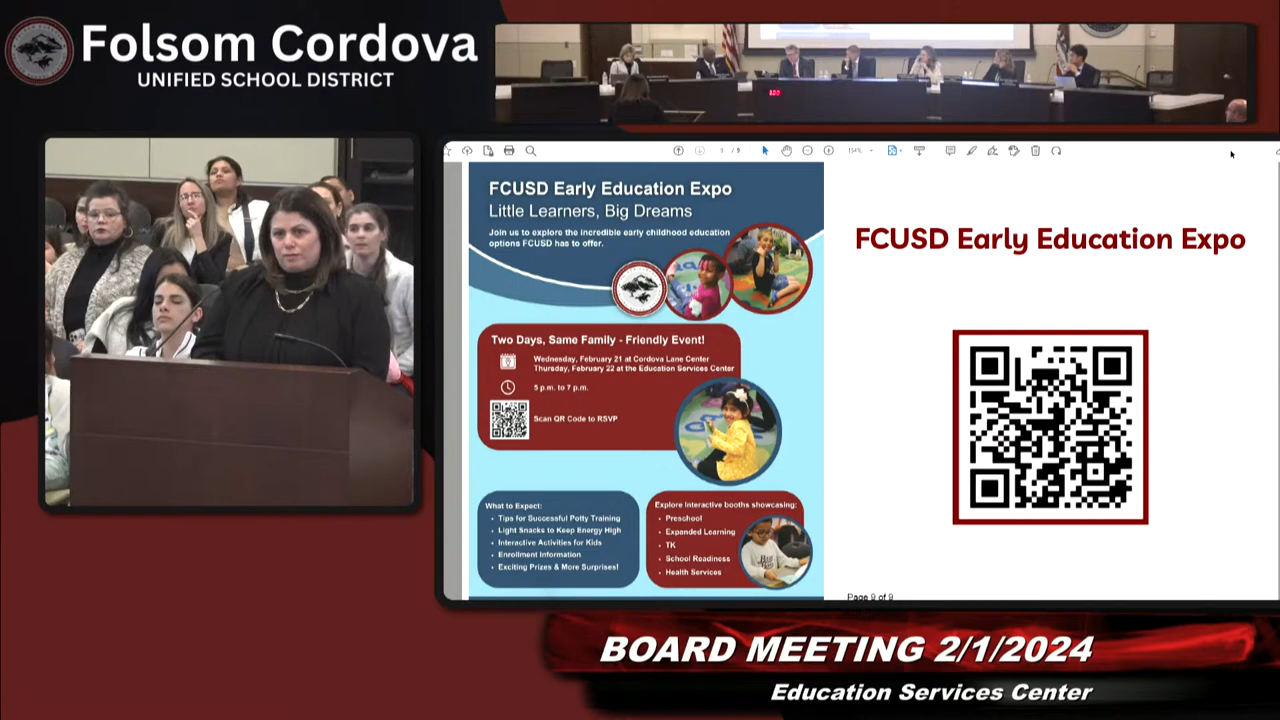 Folsom Cordova
UNIFIED SCHOOL DISTRICT
1 / 9
154%
FCUSD Early Education Expo
Little Learners, Big Dreams
Join us to explore the incredible early childhood education
options FCUSD has to offer.
Two Days, Same Family - Friendly Event!
Wednesday, February 21 at Cordova Lane Center
Thursday, February 22 at the Education Services Center
5 p.m. to 7 p.m.
Scan QR Code to RSVP
What to Expect:
• Tips for Successful Potty Training
• Light Snacks to Keep Energy High
• Interactive Activities for Kids
• Enrollment Information
• Exciting Prizes & More Surprises!
Explore Interactive booths showcasing:
• Preschool
• Expanded Learning
• TK
• School Readiness
• Health Services
FCUSD Early Education Expo
Page 9 of 9
BOARD MEETING 2/1/2024
Education Services Center